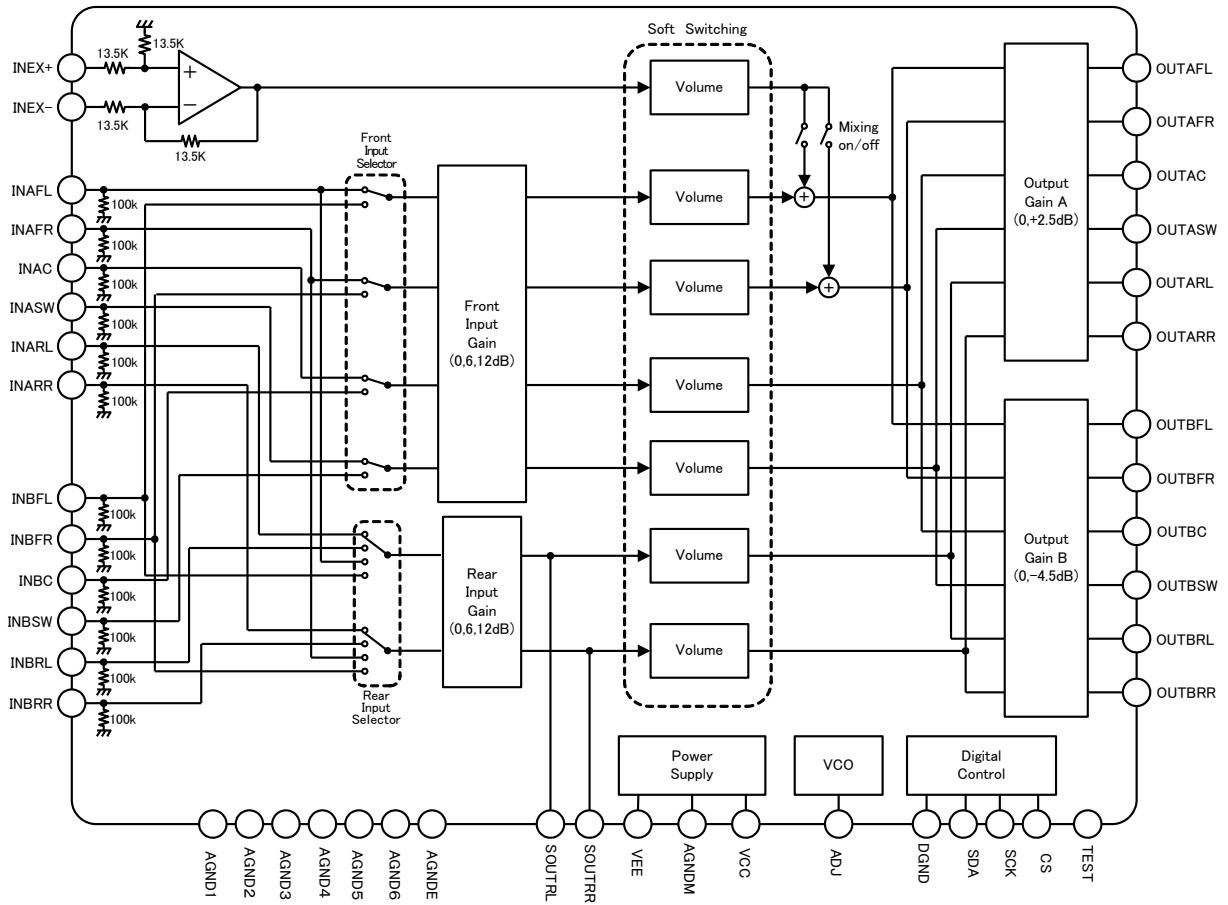 Soft Switching
INEX+
13.5K
13.5K
INEX-
13.5K
13.5K
+
−
Volume
Mixing
on/off
Front
Input
Selector
INAFL
100k
INAFR
100k
INAC
100k
INASW
100k
INARL
100k
INARR
100k
INBFL
100k
INBFR
100k
INBC
100k
INBSW
100k
INBRL
100k
INBRR
100k
Front
Input
Gain
(0,6,12dB)
Rear
Input
Gain
(0,6,12dB)
Rear
Input
Selector
Volume
+
Volume
+
Volume
Volume
Volume
Volume
Output
Gain A
(0,+2.5dB)
Output
Gain B
(0,−4.5dB)
OUTAFL
OUTAFR
OUTAC
OUTASW
OUTARL
OUTARR
OUTBFL
OUTBFR
OUTBC
OUTBSW
OUTBRL
OUTBRR
Power
Supply
VCO
Digital
Control
AGND1
AGND2
AGND3
AGND4
AGND5
AGND6
AGNDE
SOUTRL
SOUTRR
VEE
AGNDM
VCC
ADJ
DGND
SDA
SCK
CS
TEST